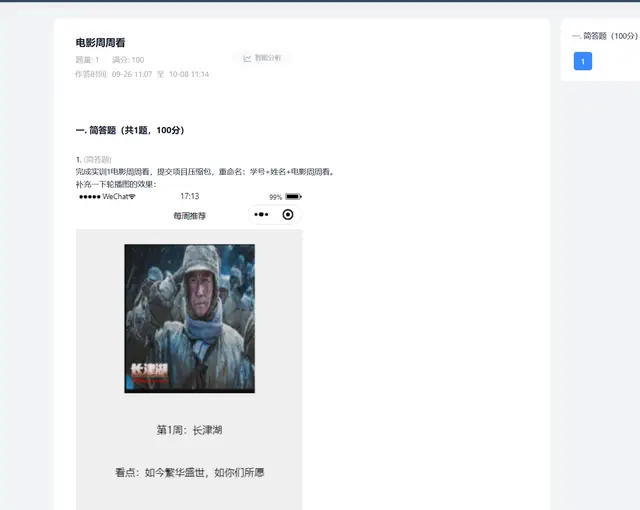 电影周周看
题量: 1 满分: 100
智能分析
作答时间: 09-26 11:07 至 10-08 11:14
一. 简答题（共1题，100分）
1. (简答题)
完成实训1电影周周看，提交项目压缩包，重命名：学号+姓名+电影周周看。
补充一下轮播图的效果：
WeChat 17:13 99%
每周推荐
长津湖
第1周：长津湖
看点：如今繁华盛世，如你们所愿
一. 简答题（100分）
1